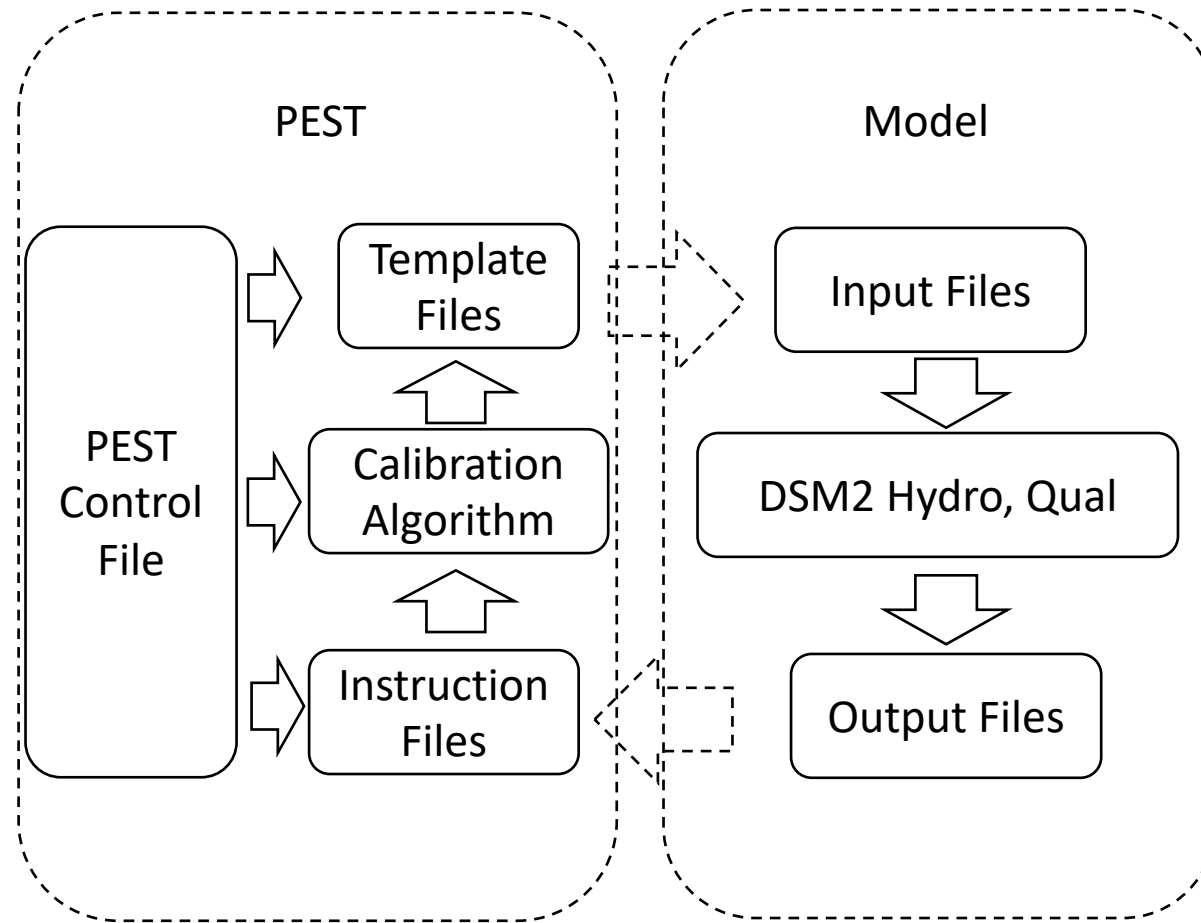 PEST
Model
PEST
Control
File
Template
Files
Calibration
Algorithm
Instruction
Files
Input Files
DSM2 Hydro, Qual
Output Files